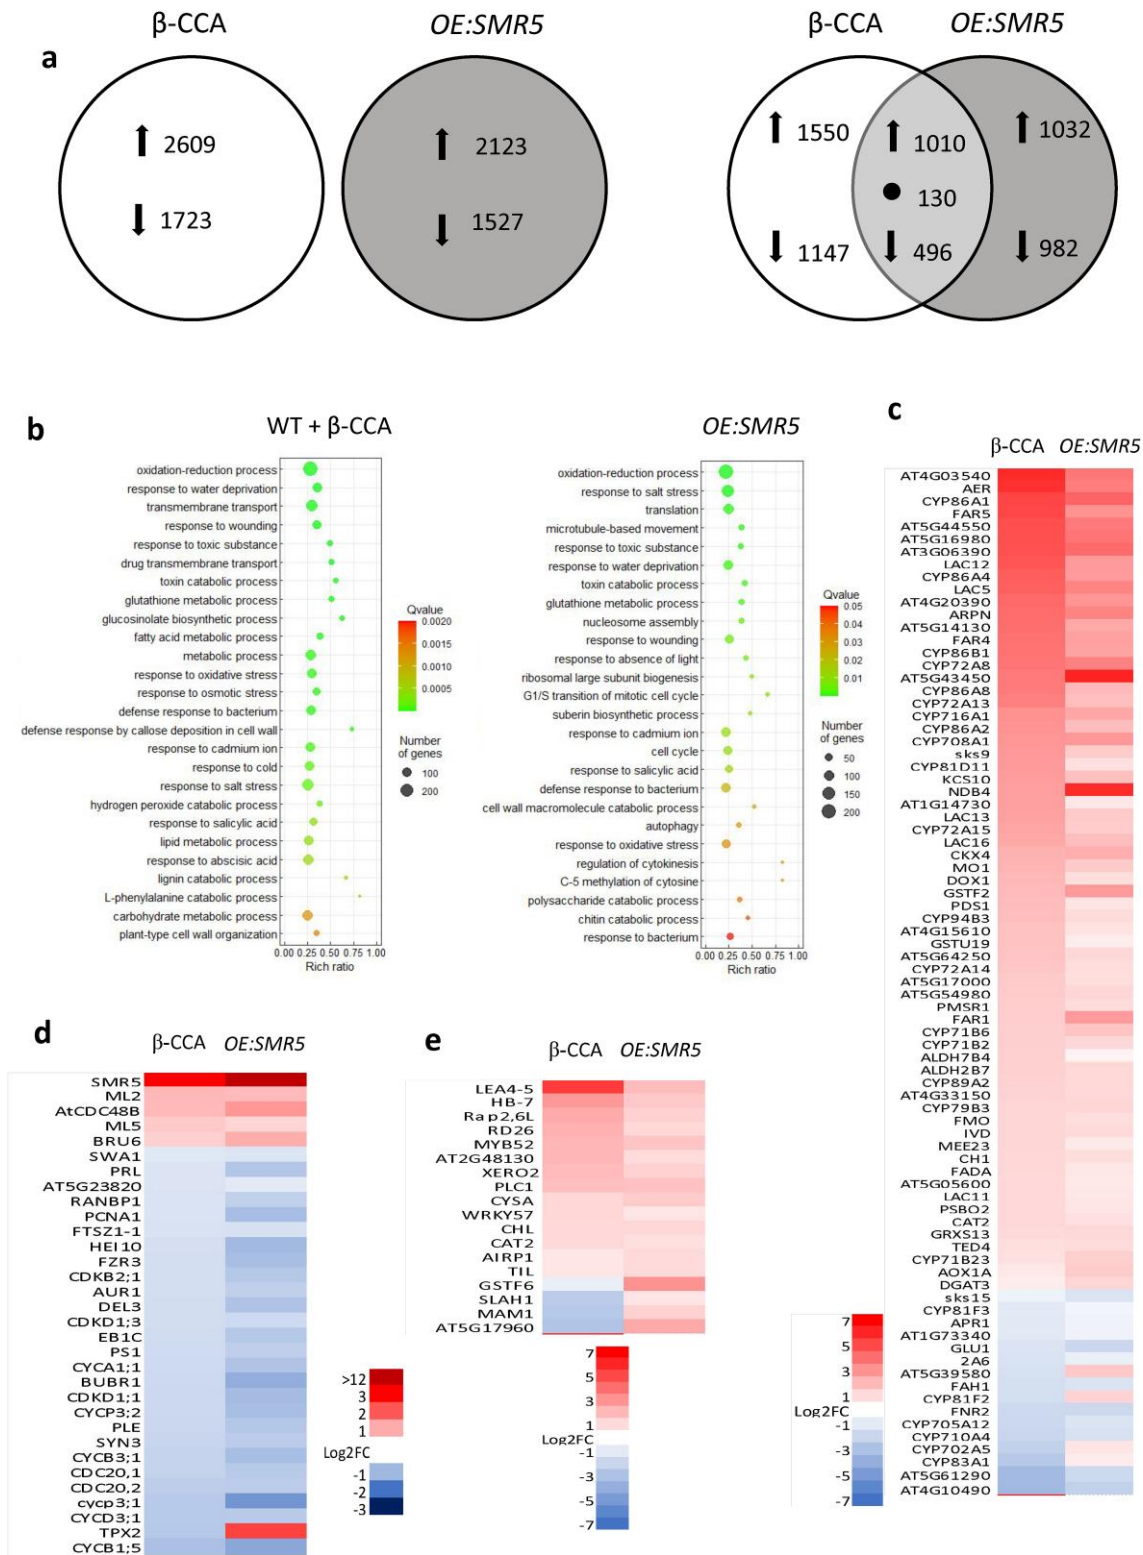 β-CCA
OE:SMR5
β-CCA
OE:SMR5
a
2609
1723
2123
1527
1550
1010
1032
130
1147
496
982
b
WT + β-CCA
oxidation-reduction process
response to water deprivation
transmembrane transport
response to wounding
response to toxic substance
drug transmembrane transport
toxin catabolic process
glutathione metabolic process
glucosinolate biosynthetic process
fatty acid metabolic process
metabolic process
response to oxidative stress
response to osmotic stress
defense response to bacterium
defense response by callose deposition in cell wall
response to cadmium ion
response to cold
response to salt stress
hydrogen peroxide catabolic process
response to salicylic acid
lipid metabolic process
response to abscisic acid
lignin catabolic process
L-phenylalanine catabolic process
carbohydrate metabolic process
plant-type cell wall organization
0.00 0.25 0.50 0.75 1.00
Rich ratio
Qvalue
0.0020
0.0015
0.0010
0.0005
Number
of genes
100
200
OE:SMR5
oxidation-reduction process
response to salt stress
translation
microtubule-based movement
response to toxic substance
response to water deprivation
toxin catabolic process
glutathione metabolic process
nucleosome assembly
response to wounding
response to absence of light
ribosomal large subunit biogenesis
G1/S transition of mitotic cell cycle
suberin biosynthetic process
response to cadmium ion
cell cycle
response to salicylic acid
defense response to bacterium
cell wall macromolecule catabolic process
autophagy
response to oxidative stress
regulation of cytokinesis
C-5 methylation of cytosine
polysaccharide catabolic process
chitin catabolic process
response to bacterium
0.00 0.25 0.50 0.75 1.00
Rich ratio
Qvalue
0.05
0.04
0.03
0.02
0.01
Number
of genes
50
100
150
200
c
β-CCA
OE:SMR5
AT4G03540
AER
CYP86A1
FAR5
AT5G44550
AT5G16980
AT3G06390
LAC12
CYP86A4
LAC5
AT4G20390
ARPN
AT5G14130
FAR4
CYP86B1
CYP72A8
AT5G43450
CYP86A8
CYP72A13
CYP716A1
CYP86A2
CYP708A1
sks9
CYP81D11
KCS10
NDB4
AT1G14730
LAC13
CYP72A15
LAC16
CKX4
MO1
DOX1
GSTF2
PDS1
CYP94B3
AT4G15610
GSTU19
AT5G64250
CYP72A14
AT5G17000
AT5G54980
PMSR1
FAR1
CYP71B6
CYP71B2
ALDH7B4
ALDH2B7
CYP89A2
AT4G33150
CYP79B3
FMO
IVD
MEE23
CH1
FADA
AT5G05600
LAC11
PSBO2
CAT2
GRXS13
TED4
CYP71B23
AOX1A
DGAT3
sks15
CYP81F3
APR1
AT1G73340
GLU1
2A6
AT5G39580
FAH1
CYP81F2
FNR2
CYP705A12
CYP710A4
CYP702A5
CYP83A1
AT5G61290
AT4G10490
7
5
3
1
Log2FC
-1
-3
-5
-7
d
β-CCA
OE:SMR5
SMR5
ML2
AtCDC48B
ML5
BRU6
SWA1
PRL
AT5G23820
RANBP1
PCNA1
FTSZ1-1
HEI10
FZR3
CDKB2;1
AUR1
DEL3
CDKD1;3
EB1C
PS1
CYCA1;1
BUBR1
CDKD1;1
CYCP3;2
PLE
SYN3
CYCB3;1
CDC20,1
CDC20,2
cycp3;1
CYCD3;1
TPX2
CYCB1;5
>12
3
2
1
Log2FC
-1
-2
-3
e
β-CCA
OE:SMR5
LEA4-5
HB-7
Rap2,6L
RD26
MYB52
AT2G48130
XERO2
PLC1
CYSA
WRKY57
CHL
CAT2
AIRP1
TIL
GSTF6
SLAH1
MAM1
AT5G17960
7
5
3
1
Log2FC
-1
-3
-5
-7